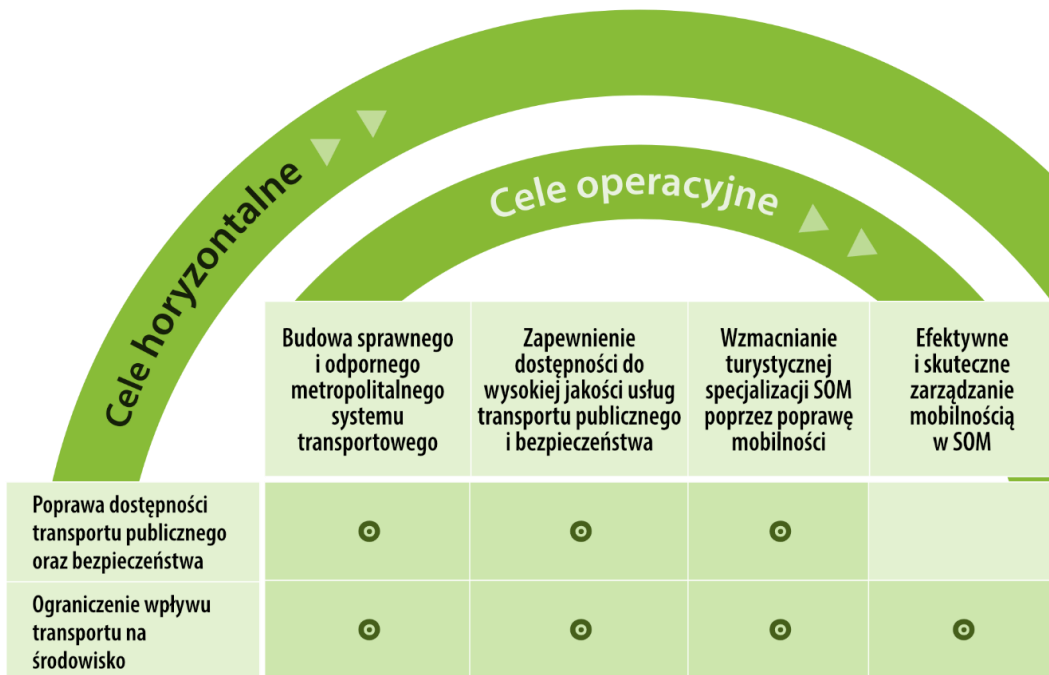 Cele horyzontalne
Cele operacyjne
Budowa sprawnego
i odpornego
metropolitalnego
systemu
transportowego
Zapewnienie
dostępności do
wysokiej jakości usług
transportu publicznego
i bezpieczeństwa
Wzmacnianie
turystycznej
specjalizacji SOM
poprzez poprawę
mobilności
Efektywne
i skuteczne
zarządzanie
mobilnością
w SOM
Poprawa dostępności
transportu publicznego
oraz bezpieczeństwa
Ograniczenie wpływu
transportu na
środowisko